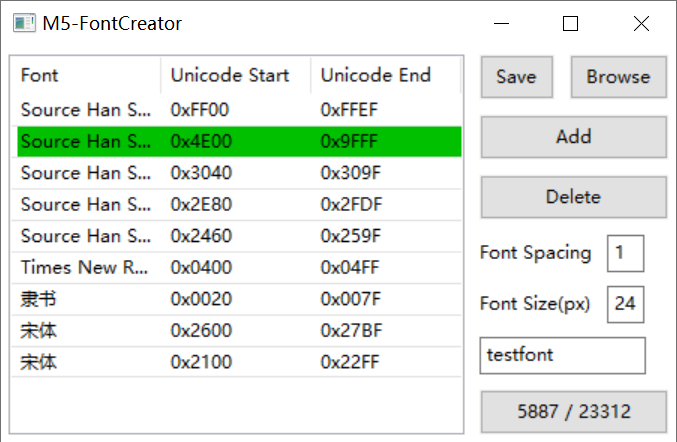 M5-FontCreator
Font Unicode Start Unicode End
Source Han S... 0xFF00 0xFFEF
Source Han S... 0x4E00 0x9FFF
Source Han S... 0x3040 0x309F
Source Han S... 0x2E80 0x2FDF
Source Han S... 0x2460 0x259F
Times New R... 0x0400 0x04FF
隶书 0x0020 0x007F
宋体 0x2600 0x27BF
宋体 0x2100 0x22FF
Save Browse
Add
Delete
Font Spacing 1
Font Size(px) 24
testfont
5887 / 23312